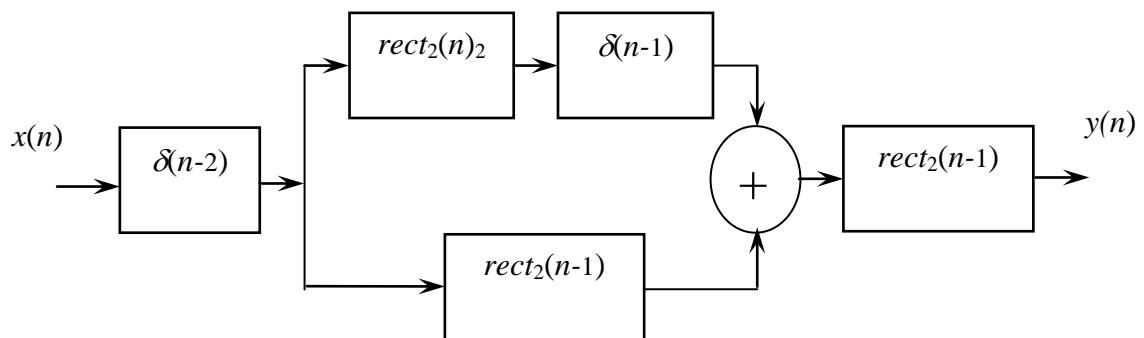 rect₂(n)₂
δ(n-1)
x(n)
δ(n-2)
+
rect₂(n-1)
y(n)
rect₂(n-1)